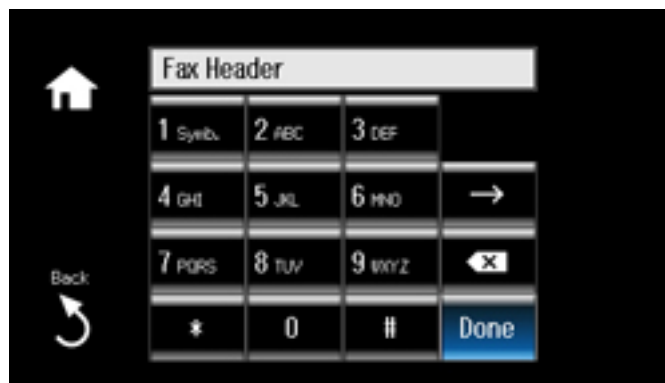 Fax Header
1 Symb. 2 ABC 3 DEF
4 GHI 5 JKL 6 MNO →
7 PQRS 8 TUV 9 WXYZ
Back
* 0 # Done